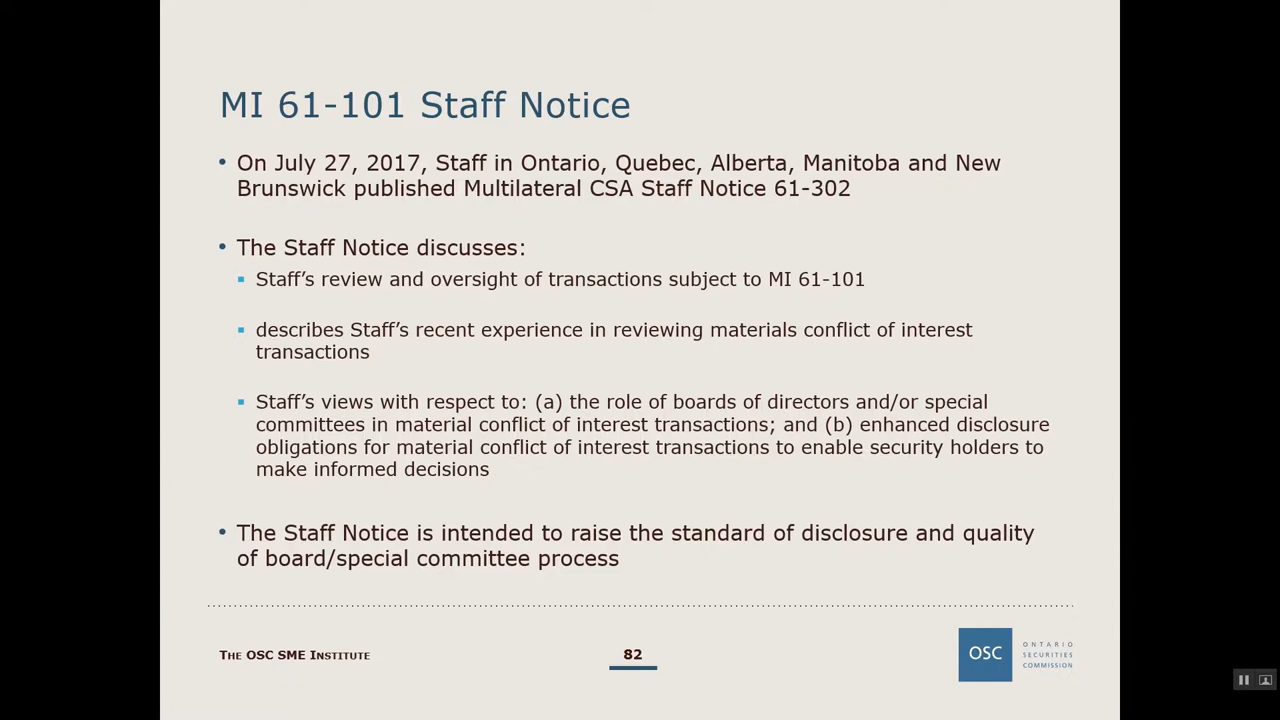 MI 61-101 Staff Notice
• On July 27, 2017, Staff in Ontario, Quebec, Alberta, Manitoba and New
Brunswick published Multilateral CSA Staff Notice 61-302
• The Staff Notice discusses:
▪ Staff’s review and oversight of transactions subject to MI 61-101
▪ describes Staff’s recent experience in reviewing materials conflict of interest
transactions
▪ Staff’s views with respect to: (a) the role of boards of directors and/or special
committees in material conflict of interest transactions; and (b) enhanced disclosure
obligations for material conflict of interest transactions to enable security holders to
make informed decisions
• The Staff Notice is intended to raise the standard of disclosure and quality
of board/special committee process
THE OSC SME INSTITUTE
82
OSC
ONTARIO
SECURITIES
COMMISSION